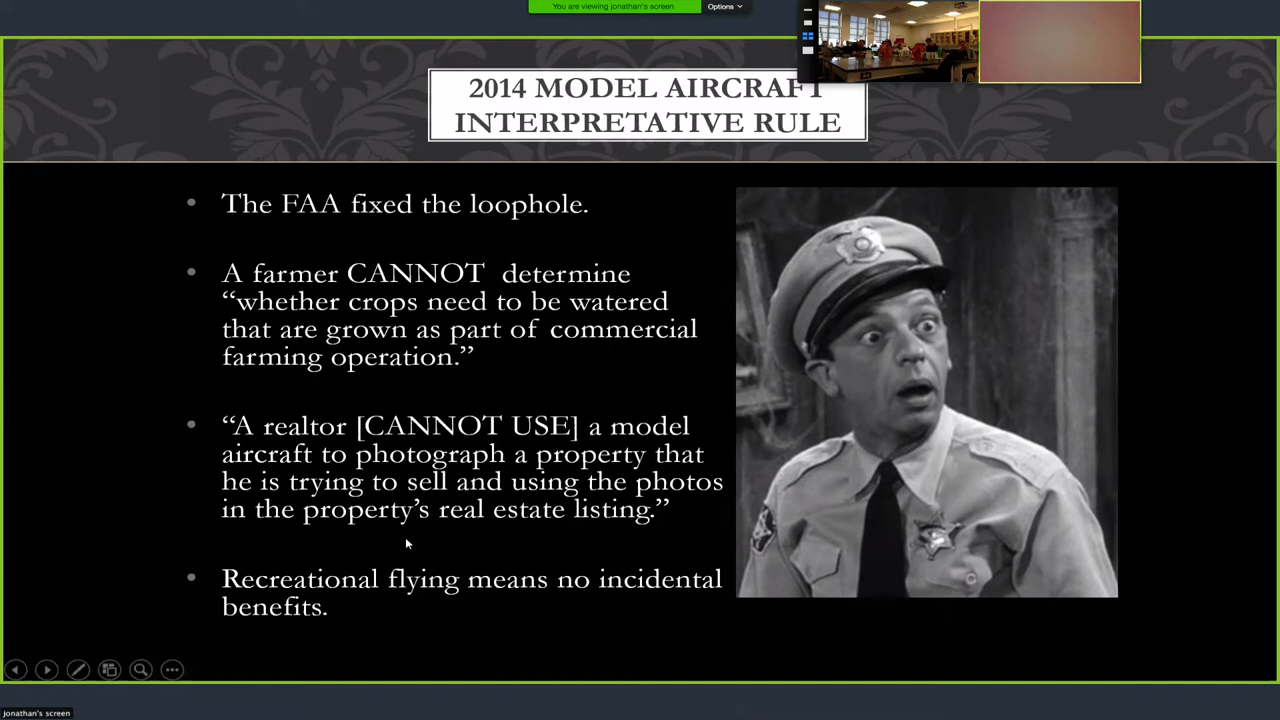 You are viewing jonathan's screen
Options
2014 MODEL AIRCRAFT
INTERPRETATIVE RULE
The FAA fixed the loophole.
A farmer CANNOT determine
“whether crops need to be watered
that are grown as part of commercial
farming operation.”
“A realtor [CANNOT USE] a model
aircraft to photograph a property that
he is trying to sell and using the photos
in the property’s real estate listing.”
Recreational flying means no incidental
benefits.
Jonathan's screen